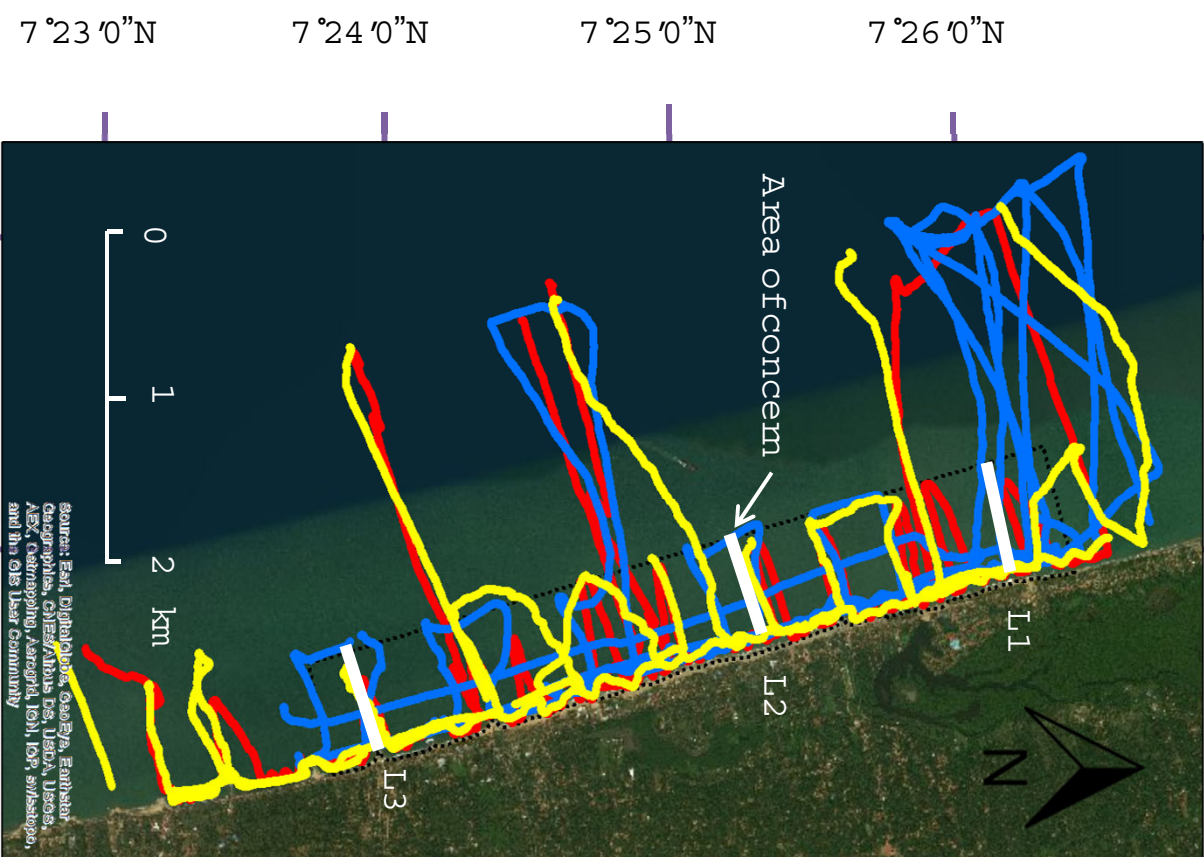 7°23'0"N
7°24'0"N
7°25'0"N
7°26'0"N
Area of concern
0
1
2 km
L1
L2
L3
N
Source: Esri, DigitalGlobe, GeoEye, Earthstar
Geographics, CNES/Airbus DS, USDA, USGS,
AEX, Getmapping, Aerogrid, IGN, IGP, swisstopo,
and the GIS User Community